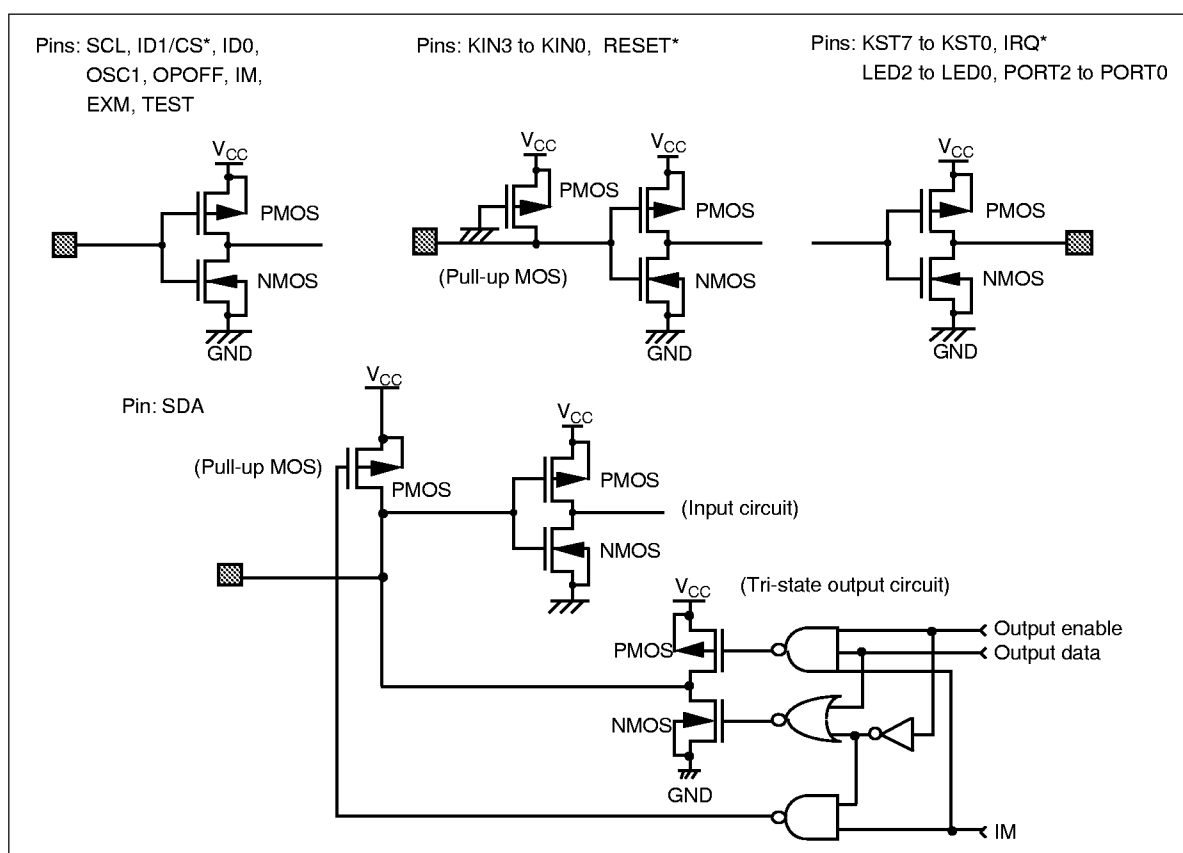 Pins: SCL, ID1/CS*, ID0,
OSC1, OPOFF, IM,
EXM, TEST
Pins: KIN3 to KIN0, RESET*
Pins: KST7 to KST0, IRQ*
LED2 to LED0, PORT2 to PORT0
VCC
PMOS
NMOS
GND
VCC
PMOS
(Pull-up MOS)
VCC
PMOS
NMOS
GND
VCC
PMOS
NMOS
GND
Pin: SDA
VCC
(Pull-up MOS)
PMOS
VCC
PMOS
NMOS
(Input circuit)
(Tri-state output circuit)
VCC
PMOS
NMOS
GND
Output enable
Output data
IM